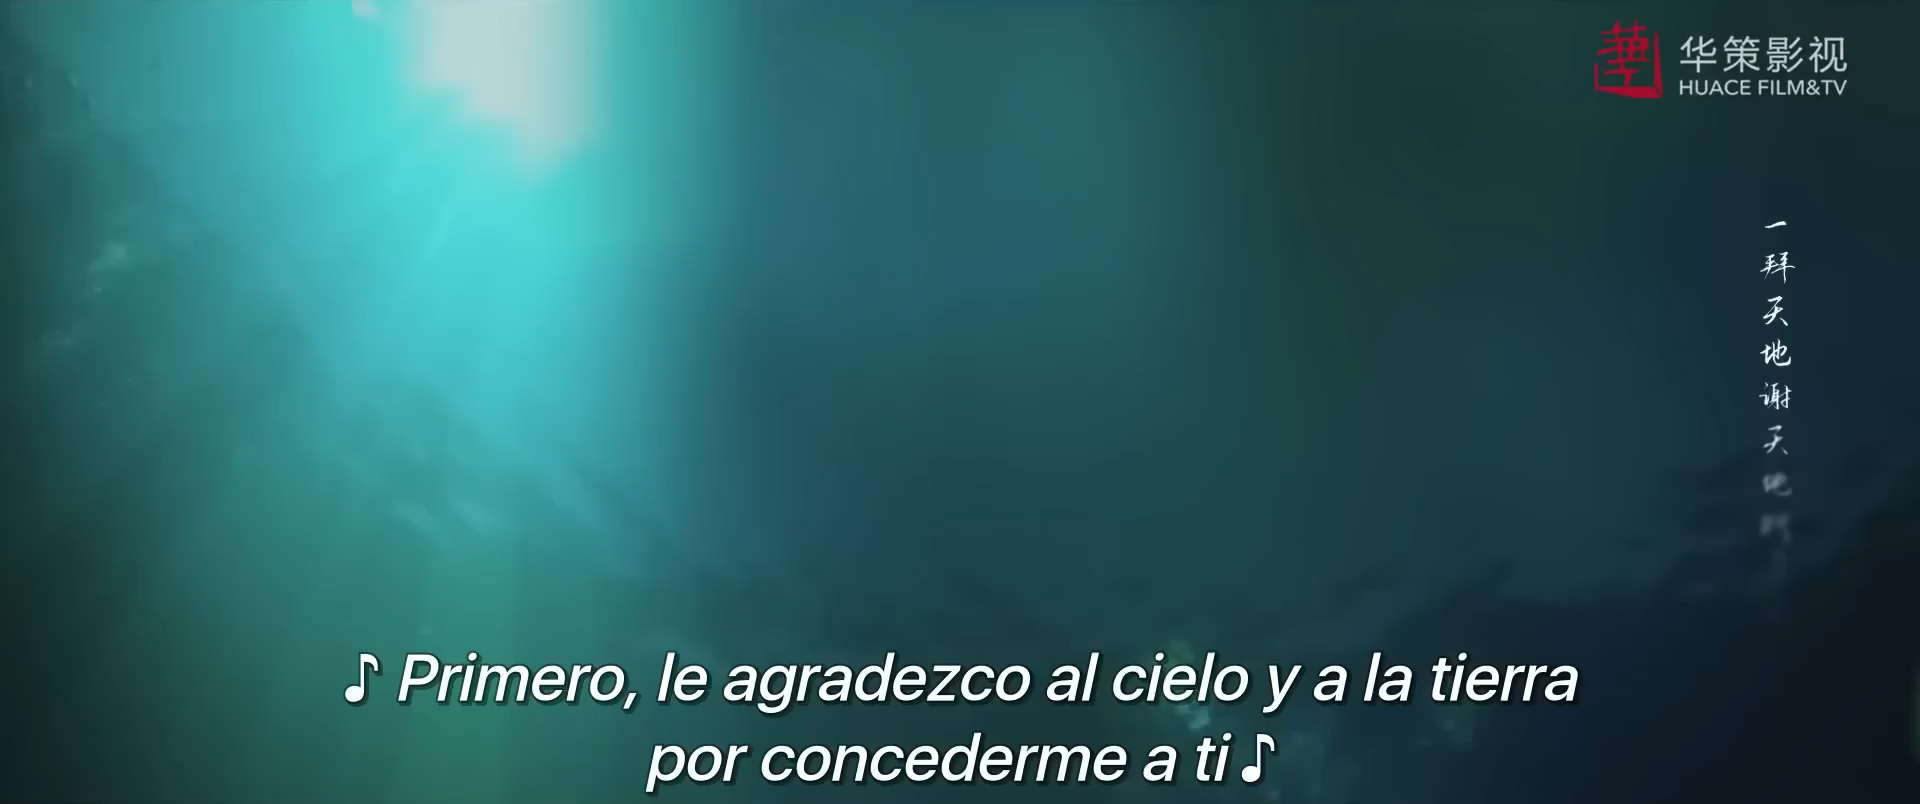 华策影视
HUACE FILM&TV
一拜天地谢天地
♪ Primero, le agradezco al cielo y a la tierra
por concederme a ti ♪